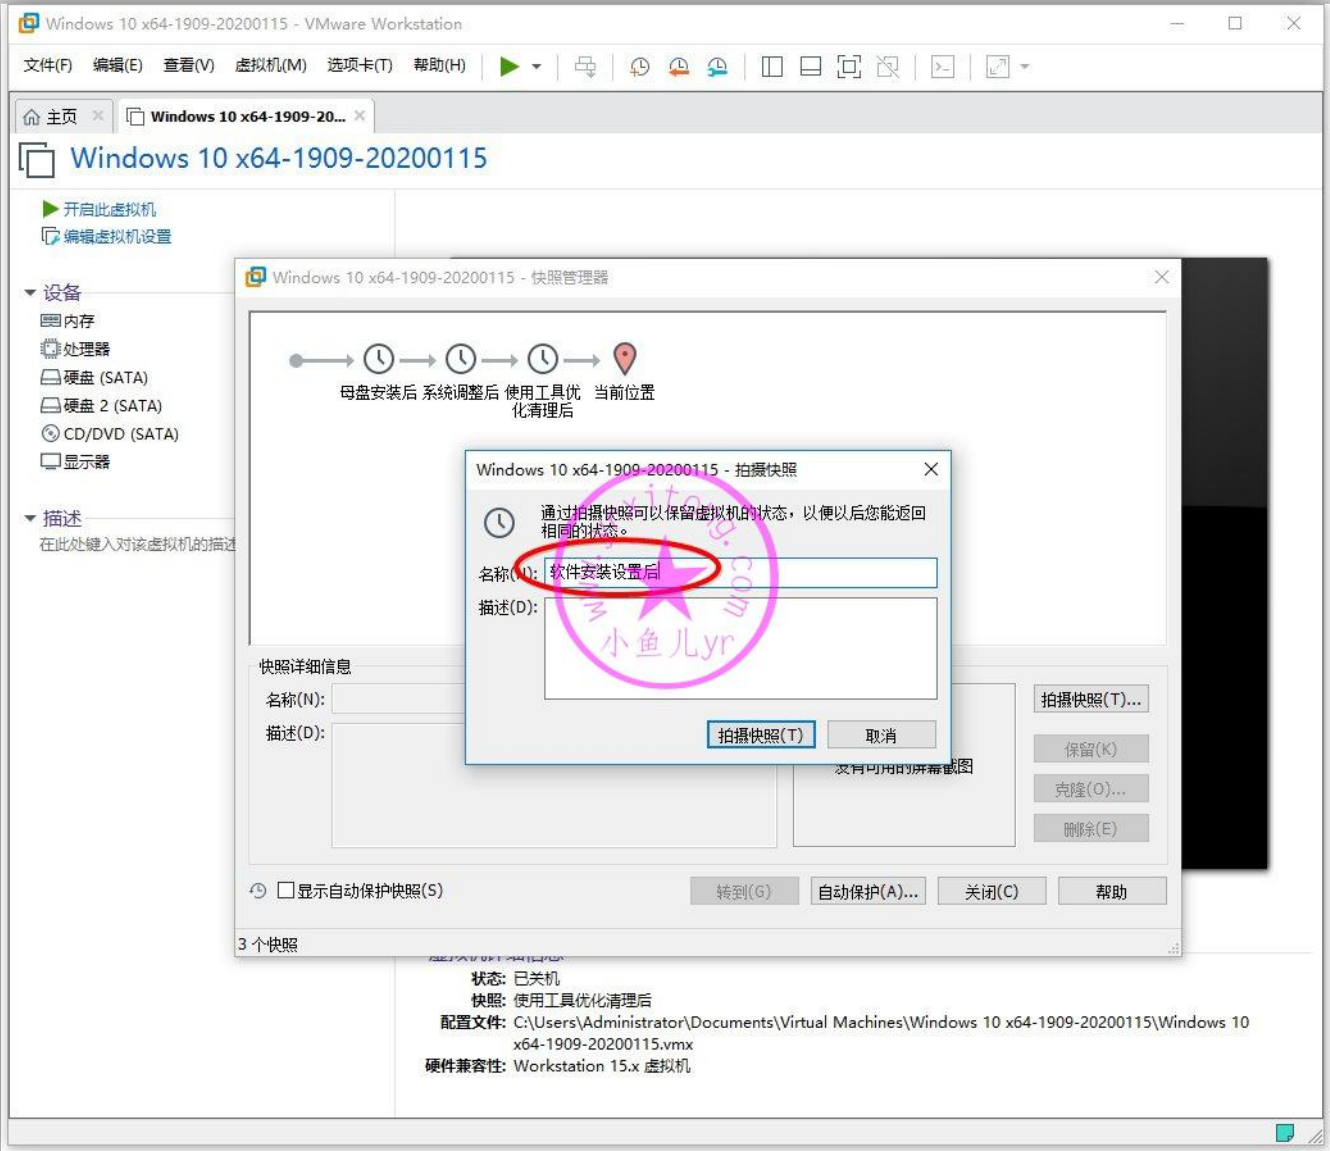 Windows 10 x64-1909-20200115 - VMware Workstation
文件(F) 编辑(E) 查看(V) 虚拟机(M) 选项卡(T) 帮助(H)
主页
Windows 10 x64-1909-20...
Windows 10 x64-1909-20200115
开启此虚拟机
编辑虚拟机设置
设备
内存
处理器
硬盘 (SATA)
硬盘 2 (SATA)
CD/DVD (SATA)
显示器
描述
在此处键入对该虚拟机的描述
Windows 10 x64-1909-20200115 - 快照管理器
母盘安装后 系统调整后 使用工具优 当前位置
化清理后
Windows 10 x64-1909-20200115 - 拍摄快照
通过拍摄快照可以保留虚拟机的状态，以便以后您能返回
相同的状态。
名称(N): 软件安装设置后
描述(D):
小鱼儿yr
拍摄快照(T) 取消
快照详细信息
名称(N):
描述(D):
没有可用的屏幕截图
拍摄快照(T)...
保留(K)
克隆(O)...
删除(E)
显示自动保护快照(S)
转到(G) 自动保护(A)... 关闭(C) 帮助
3 个快照
虚拟机详细信息
状态: 已关机
快照: 使用工具优化清理后
配置文件: C:\Users\Administrator\Documents\Virtual Machines\Windows 10 x64-1909-20200115\Windows 10
x64-1909-20200115.vmx
硬件兼容性: Workstation 15.x 虚拟机